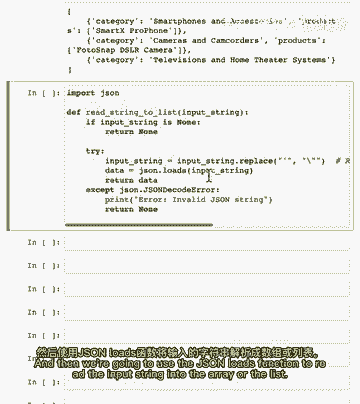 [
    {'category': 'Smartphones and Accessories', 'product
s': ['SmartX ProPhone']},
    {'category': 'Cameras and Camcorders', 'products':
['FotoSnap DSLR Camera']},
    {'category': 'Televisions and Home Theater Systems'}
]
In [ ]: import json
def read_string_to_list(input_string):
    if input_string is None:
        return None
    try:
        input_string = input_string.replace("'", "\"")  # R
        data = json.loads(input_string)
        return data
    except json.JSONDecodeError:
        print("Error: Invalid JSON string")
        return None
In [ ]:
In [ ]:
In [ ]:
In [ ]:
In [ ]:
然后使用JSON loads函数将输入的字符串解析成数组或列表。
And then we're going to use the JSON loads function to re
ad the input string into the array or the list.
In [ ]: